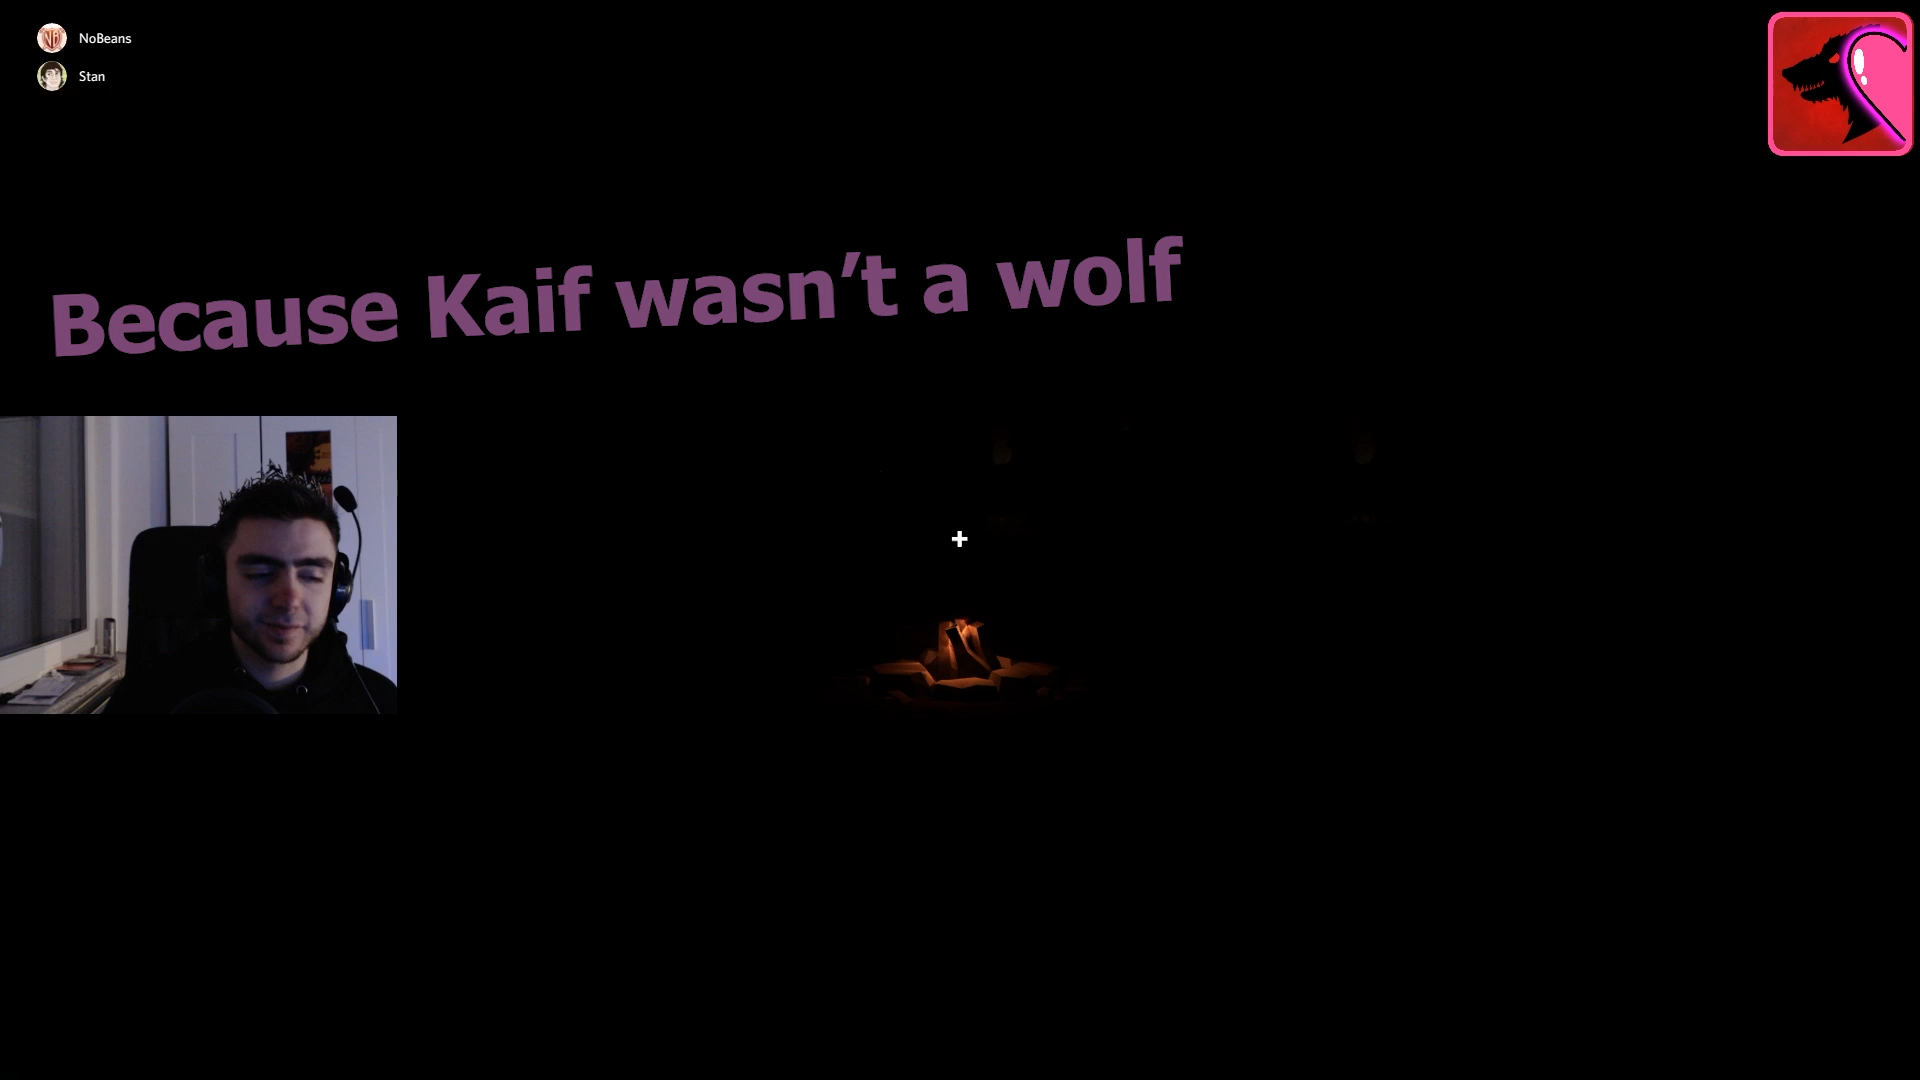 NoBeans
Stan
Because Kaif wasn’t a wolf